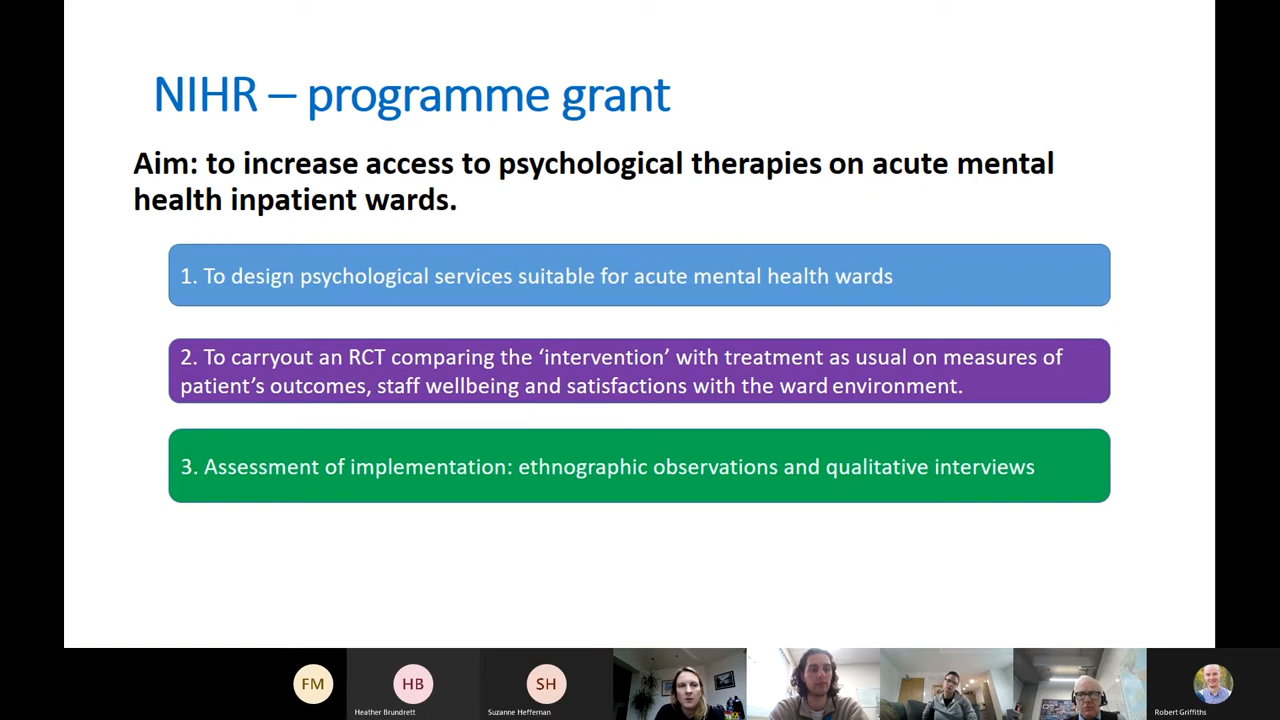 NIHR – programme grant
Aim: to increase access to psychological therapies on acute mental
health inpatient wards.
1. To design psychological services suitable for acute mental health wards
2. To carryout an RCT comparing the ‘intervention’ with treatment as usual on measures of
patient’s outcomes, staff wellbeing and satisfactions with the ward environment.
3. Assessment of implementation: ethnographic observations and qualitative interviews
FM
HB
SH
Heather Brundrett
Suzanne Heffernan
Robert Griffiths